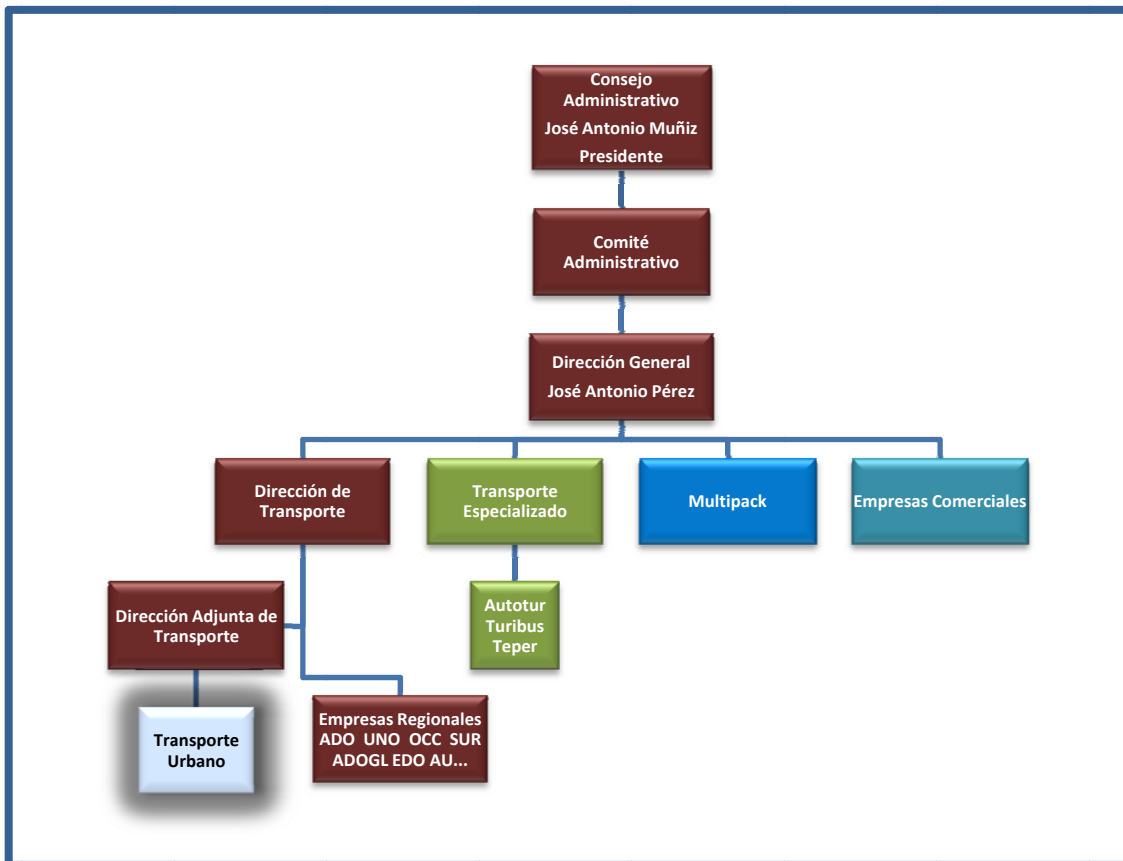 Consejo
Administrativo
José Antonio Muñiz
Presidente
Comité
Administrativo
Dirección General
José Antonio Pérez
Dirección de
Transporte
Transporte
Especializado
Multipack
Empresas Comerciales
Dirección Adjunta de
Transporte
Autotur
Turibus
Teper
Transporte
Urbano
Empresas Regionales
ADO UNO OCC SUR
ADOGL EDO AU...